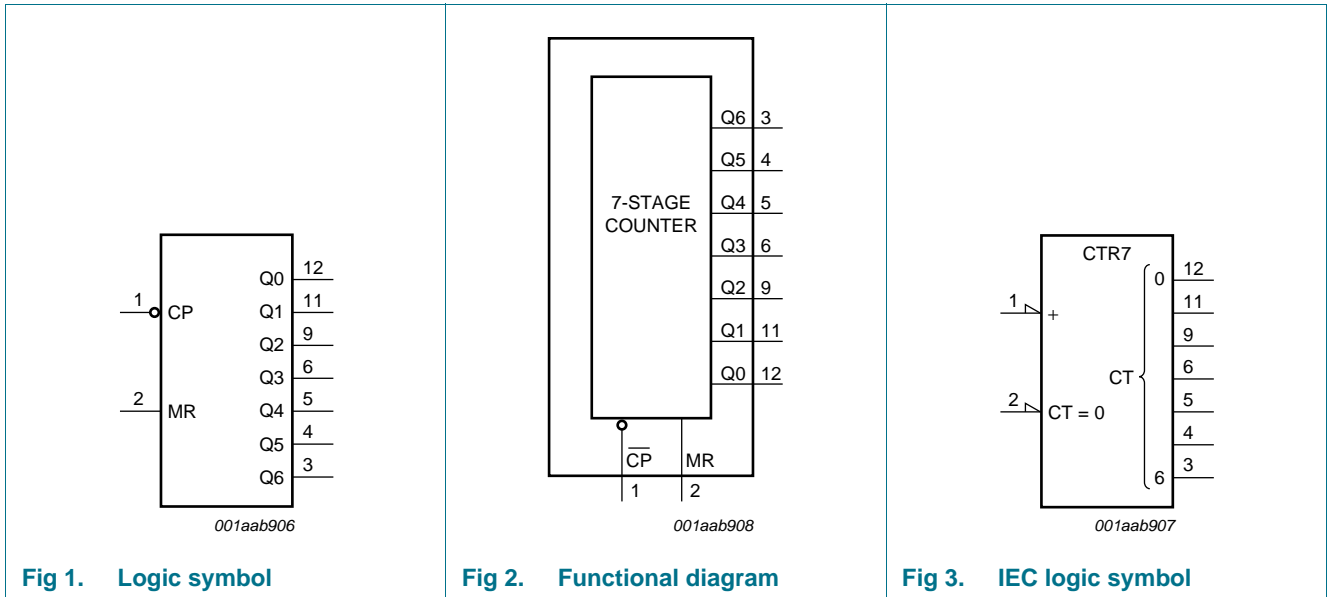 12
Q0
1
11
CP
Q1
9
Q2
6
Q3
2
5
MR
Q4
4
Q5
3
Q6
001aab906
Fig 1. Logic symbol
Q6 3
Q5 4
7-STAGE
Q4 5
COUNTER
Q3 6
Q2 9
Q1 11
Q0 12
C̅P̅ MR
1 2
001aab908
Fig 2. Functional diagram
CTR7
12
0
1
11
+
9
6
CT
2
5
CT = 0
4
3
6
001aab907
Fig 3. IEC logic symbol